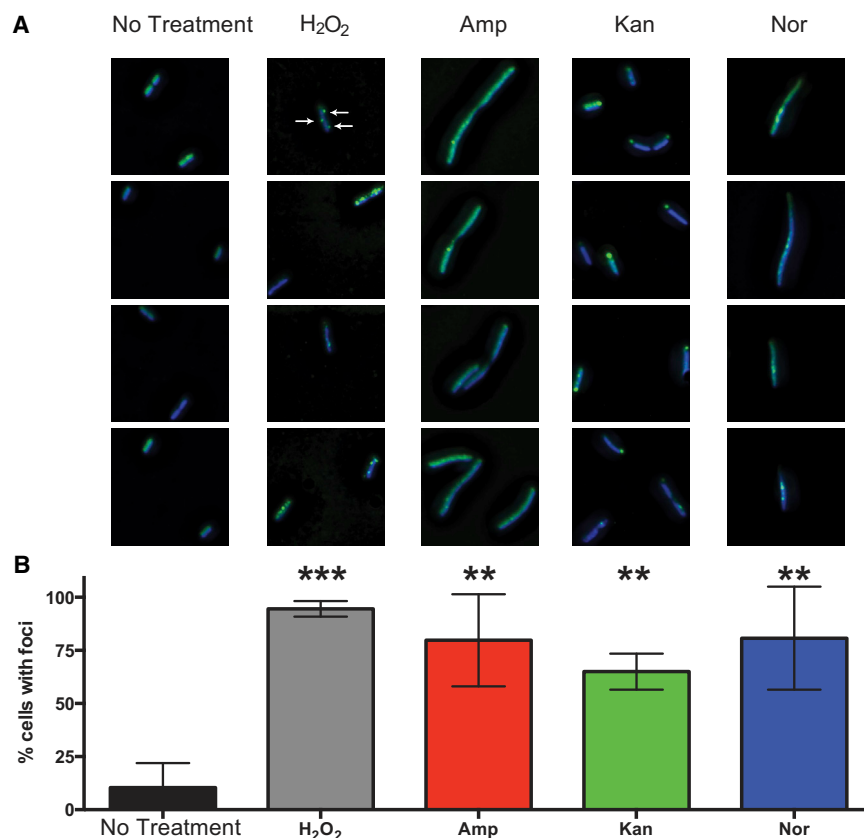 A No Treatment H₂O₂ Amp Kan Nor
B *** ** ** **
% cells with foci
100
75
50
25
0
No Treatment H₂O₂ Amp Kan Nor